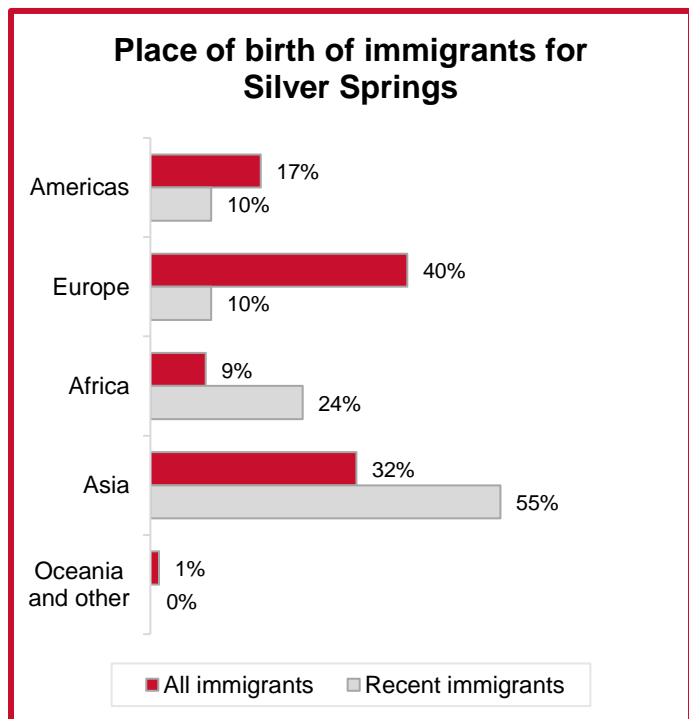 Place of birth of immigrants for
Silver Springs
Americas
17%
10%
Europe
40%
10%
Africa
9%
24%
Asia
32%
55%
Oceania
and other
1%
0%
All immigrants
Recent immigrants